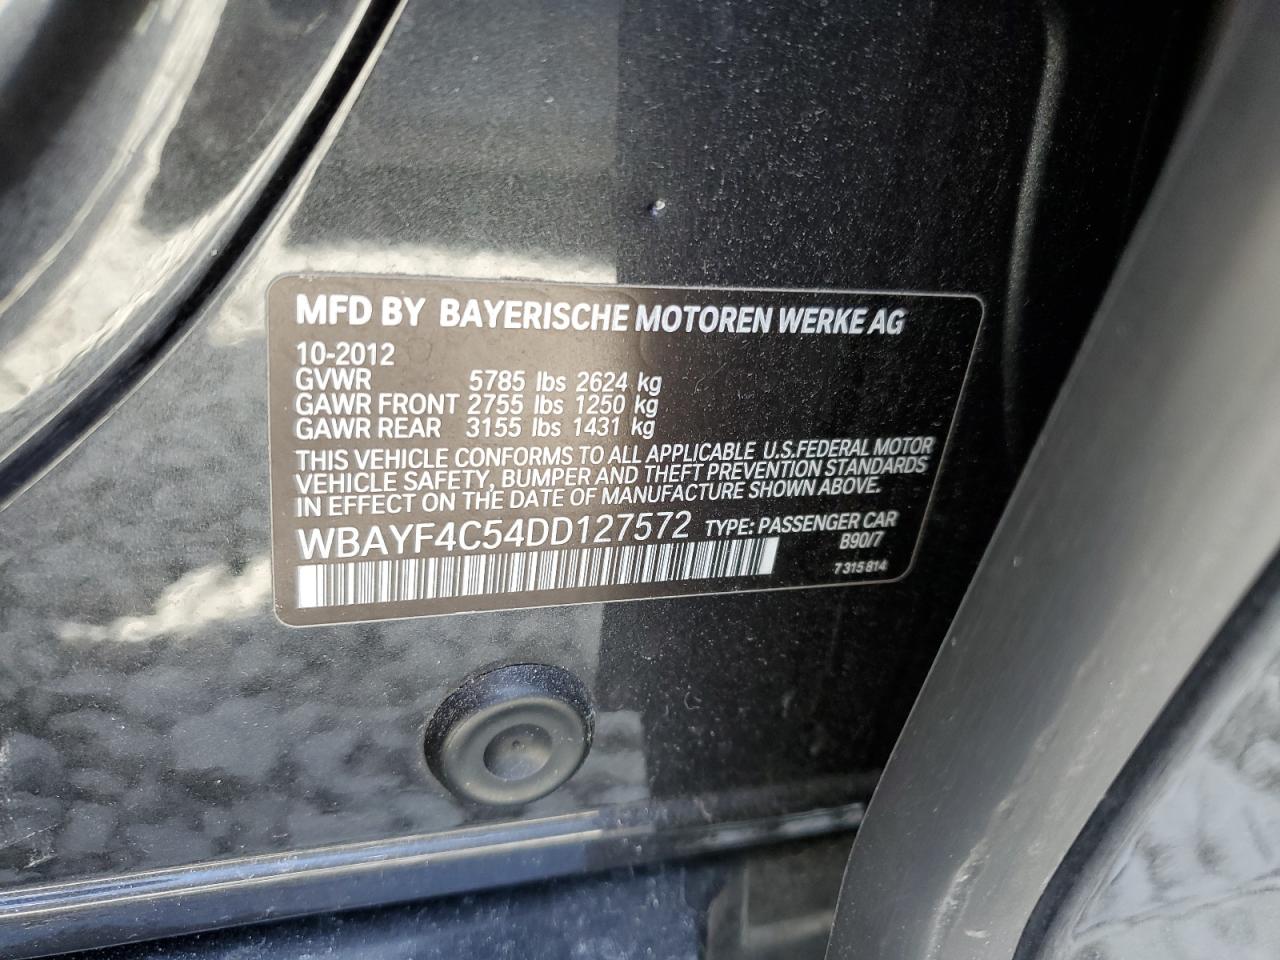 MFD BY BAYERISCHE MOTOREN WERKE AG
10-2012
GVWR 5785 lbs 2624 kg
GAWR FRONT 2755 lbs 1250 kg
GAWR REAR 3155 lbs 1431 kg
THIS VEHICLE CONFORMS TO ALL APPLICABLE U.S.FEDERAL MOTOR
VEHICLE SAFETY, BUMPER AND THEFT PREVENTION STANDARDS
IN EFFECT ON THE DATE OF MANUFACTURE SHOWN ABOVE.
WBAYF4C54DD127572 TYPE: PASSENGER CAR
B90/7
7 315 814